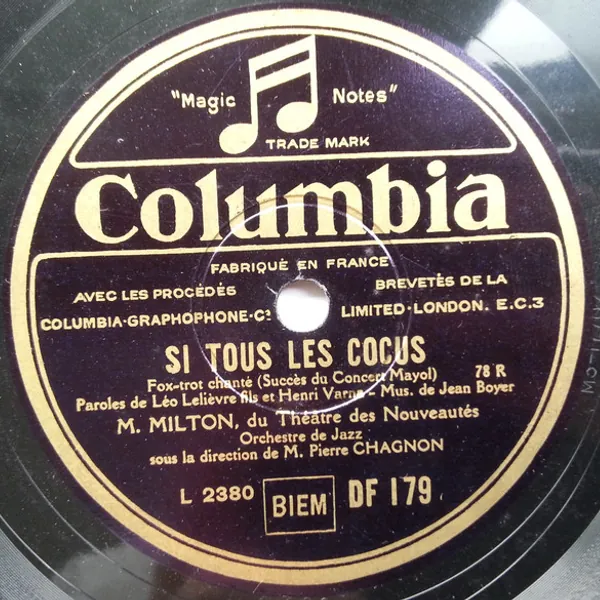 "Magic Notes"
TRADE MARK
Columbia
FABRIQUÉ EN FRANCE
AVEC LES PROCÉDÉS BREVETÉS DE LA
COLUMBIA-GRAPHOPHONE-Cº LIMITED-LONDON. E.C.3
SI TOUS LES COCUS
Fox-trot chanté (Succès du Concert Mayol) 78 R
Paroles de Léo Lelièvre fils et Henri Varna - Mus. de Jean Boyer
M. MILTON, du Théâtre des Nouveautés
Orchestre de Jazz
sous la direction de M. Pierre CHAGNON
L 2380 BIEM DF 179